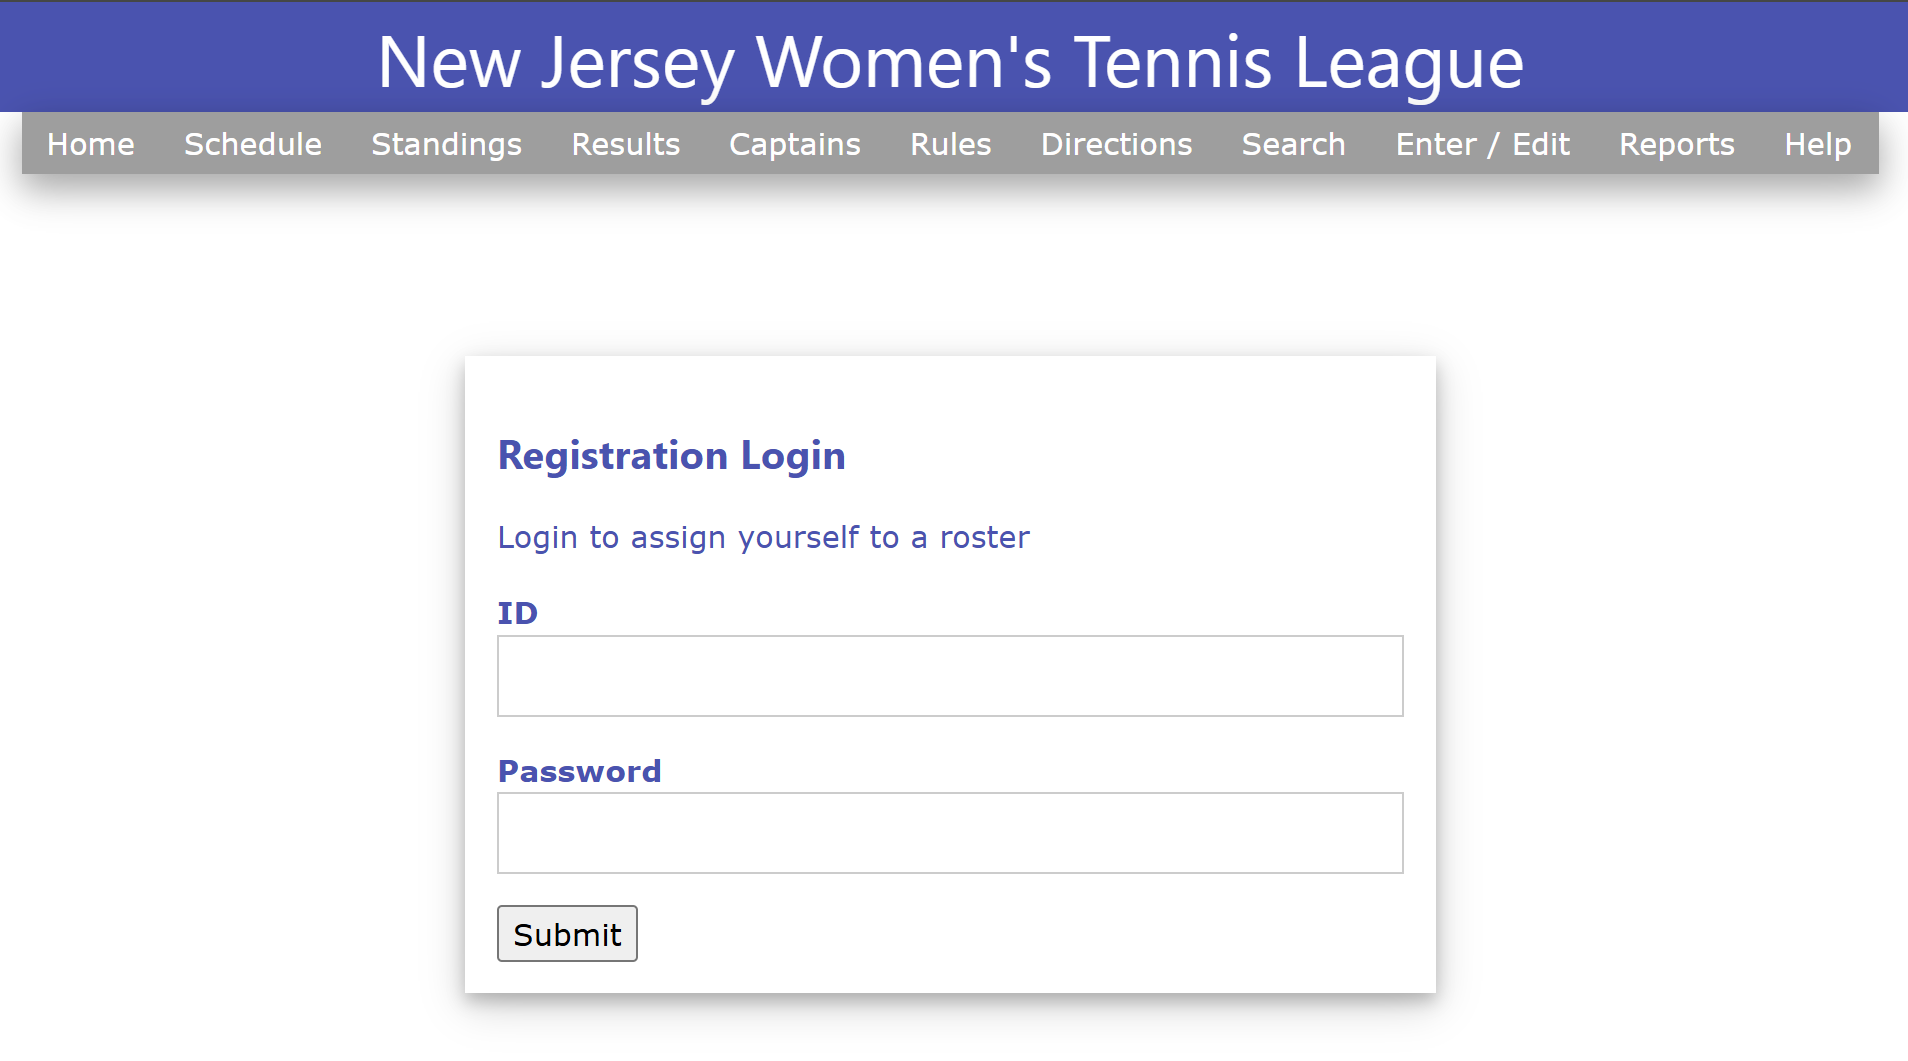 New Jersey Women's Tennis League
Home Schedule Standings Results Captains Rules Directions Search Enter / Edit Reports Help
Registration Login
Login to assign yourself to a roster
ID
Password
Submit